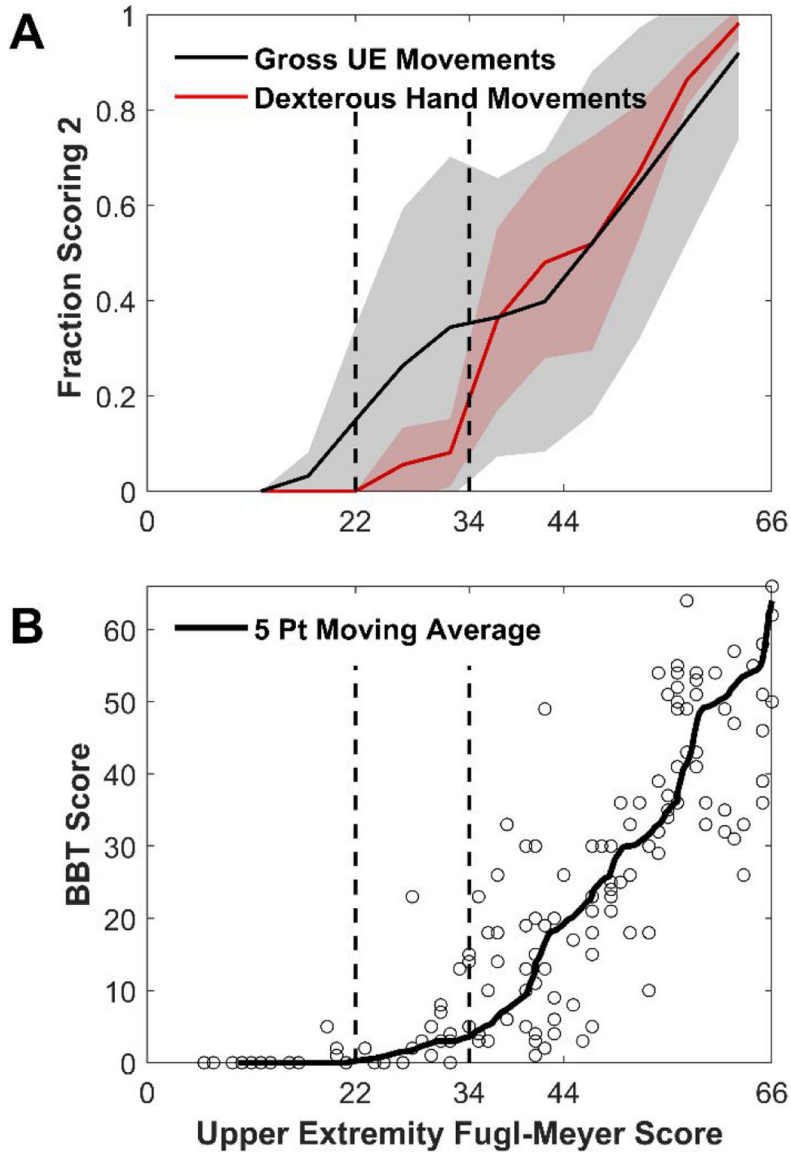 A
1
Gross UE Movements
Dexterous Hand Movements
0.8
0.6
0.4
0.2
0
Fraction Scoring 2
0 22 34 44 66
B
5 Pt Moving Average
60
50
40
30
20
10
0
BBT Score
0 22 34 44 66
Upper Extremity Fugl-Meyer Score